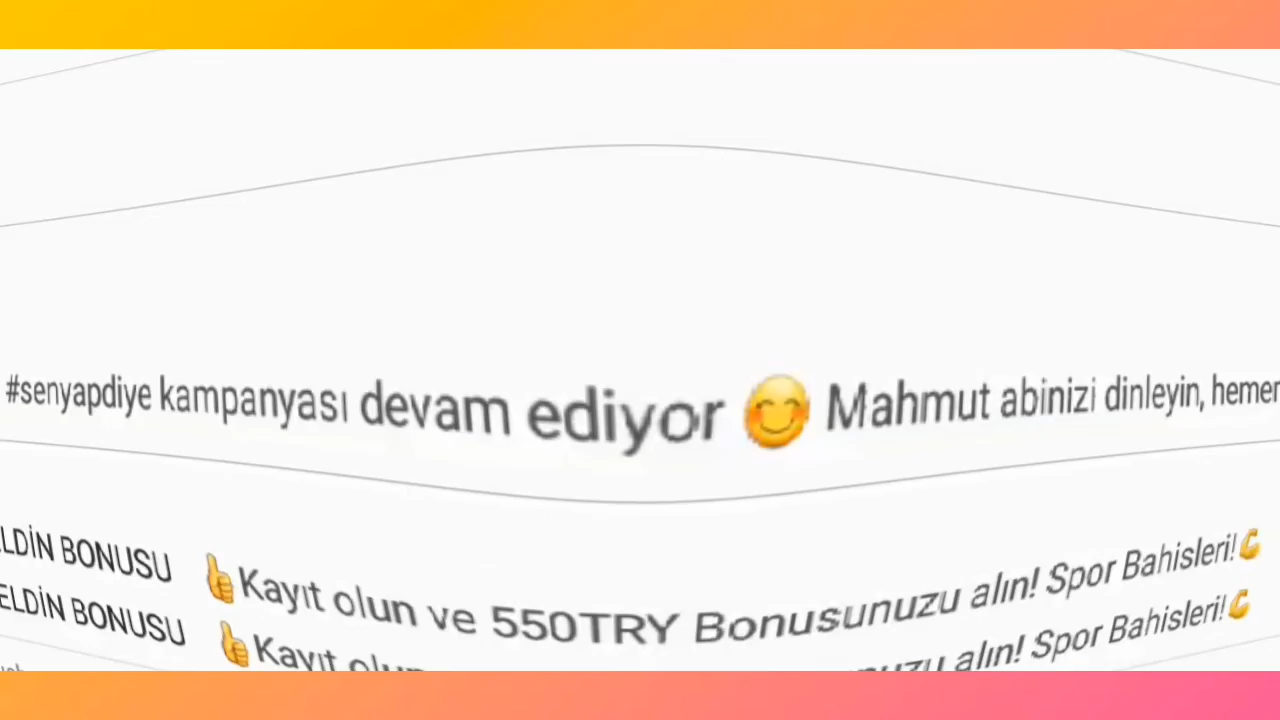 #senyapdiye kampanyası devam ediyor 😊 Mahmut abinizi dinleyin, hemen
ELDİN BONUSU 👍Kayıt olun ve 550TRY Bonusunuzu alın! Spor Bahisleri!💪
ELDİN BONUSU 👍Kayıt alın! Spor Bahisleri!💪